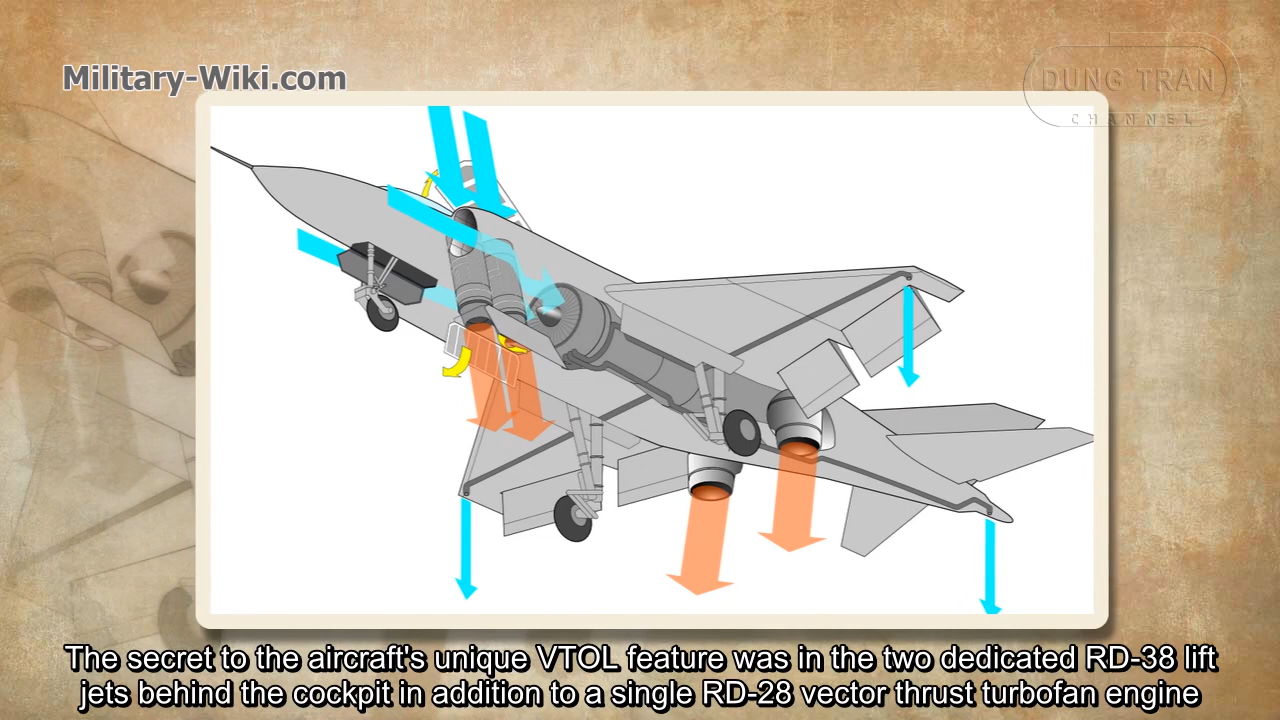 Military-Wiki.com
DUNG TRAN
CHANNEL
The secret to the aircraft's unique VTOL feature was in the two dedicated RD-38 lift
jets behind the cockpit in addition to a single RD-28 vector thrust turbofan engine